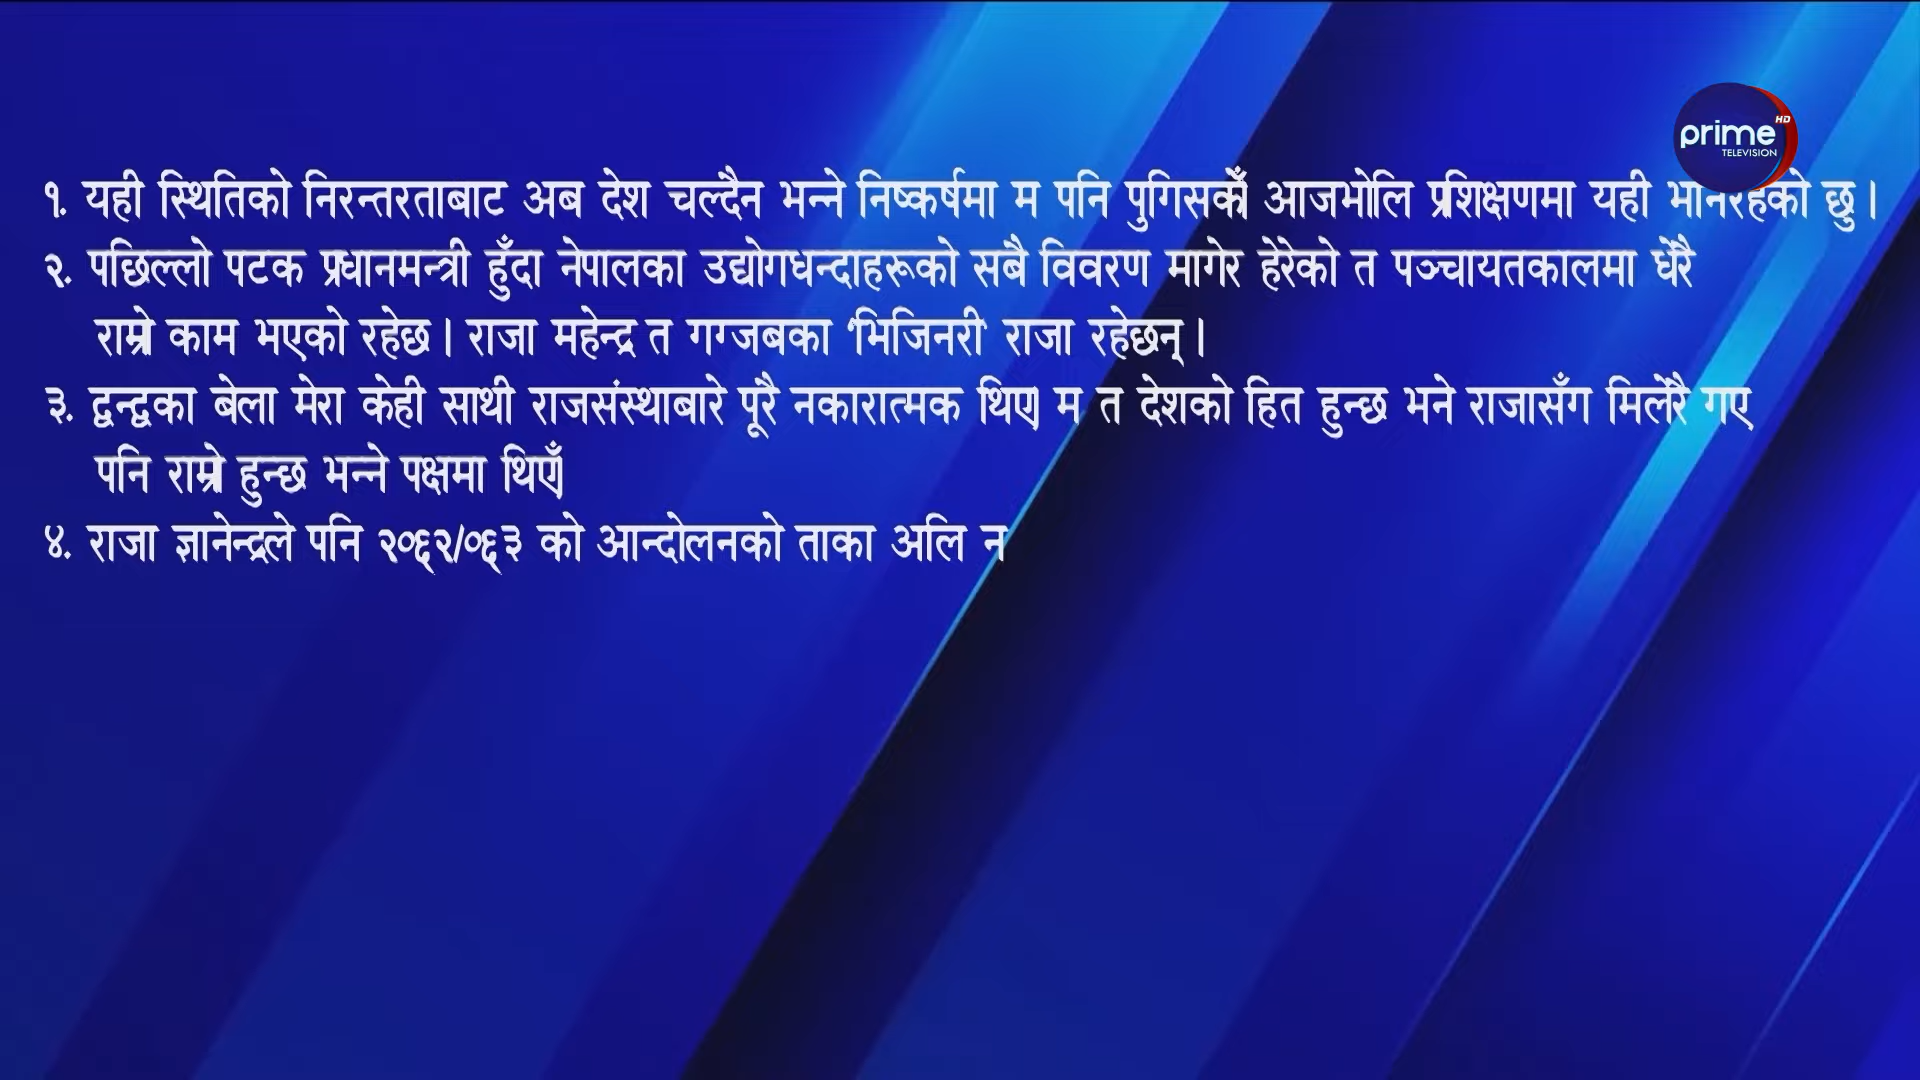 prime HD
TELEVISION
१. यही स्थितिको निरन्तरताबाट अब देश चल्दैन भन्ने निष्कर्षमा म पनि पुगिसकेँ। आजभोलि प्रशिक्षणमा यही भनिरहेको छु ।
२. पछिल्लो पटक प्रधानमन्त्री हुँदा नेपालका उद्योगधन्दाहरूको सबै विवरण मागेर हेरेको त पञ्चायतकालमा धेरै
राम्रो काम भएको रहेछ । राजा महेन्द्र त गज्जबका 'भिजिनरी' राजा रहेछन् ।
३. द्वन्द्वका बेला मेरा केही साथी राजसंस्थाबारे पूरै नकारात्मक थिए। म त देशको हित हुन्छ भने राजासँग मिलेरै गए
पनि राम्रो हुन्छ भन्ने पक्षमा थिएँ।
४. राजा ज्ञानेन्द्रले पनि २०६२/०६३ को आन्दोलनको ताका अलि न